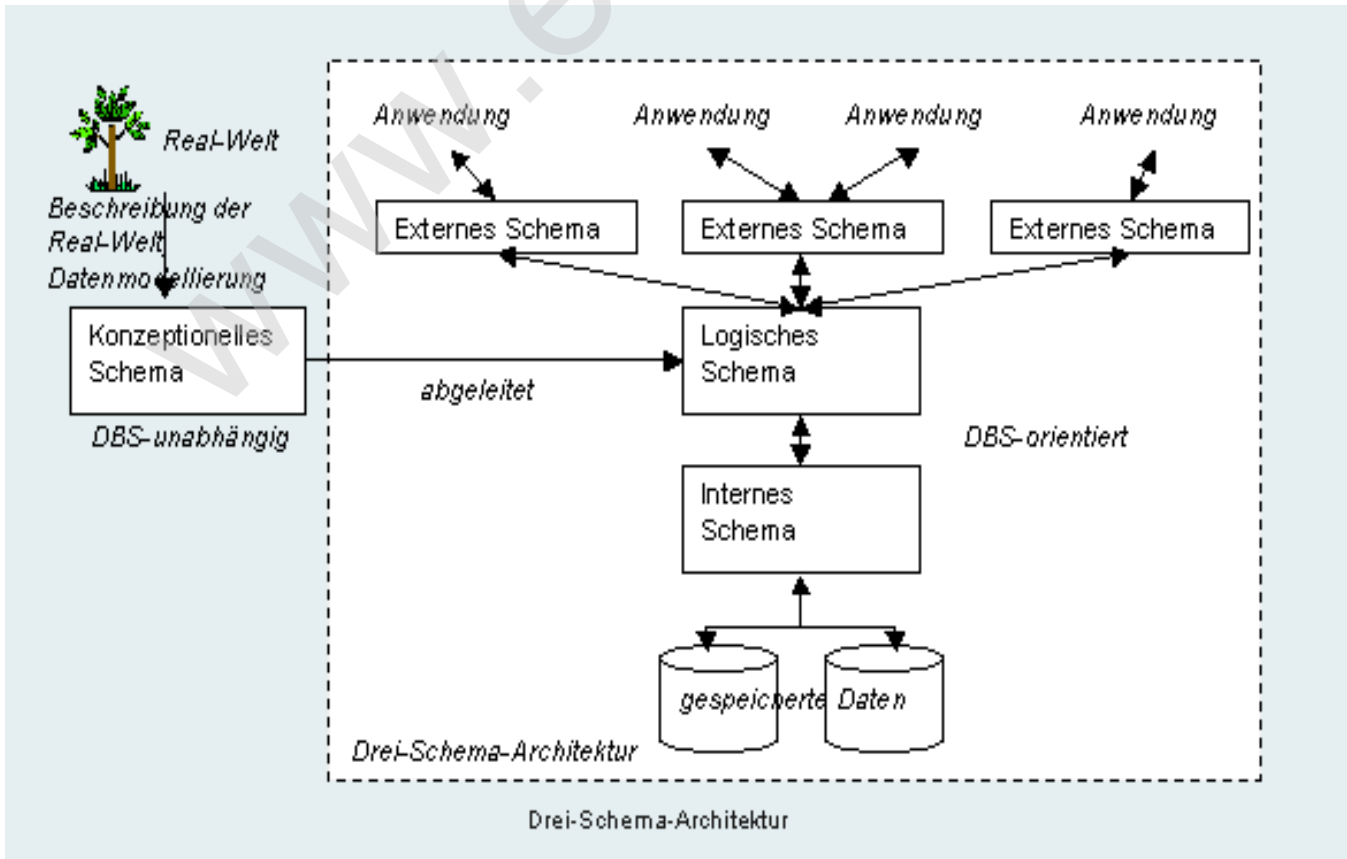 Anwendung Anwendung Anwendung Anwendung
Real-Welt
Externes Schema Externes Schema Externes Schema
Beschreibung der
Real-Welt
Datenmodellierung
Konzeptionelles
Schema
DBS-unabhängig
abgeleitet
Logisches
Schema
DBS-orientiert
Internes
Schema
gespeicherte Daten
Drei-Schema-Architektur
Drei-Schema-Architektur
www.e